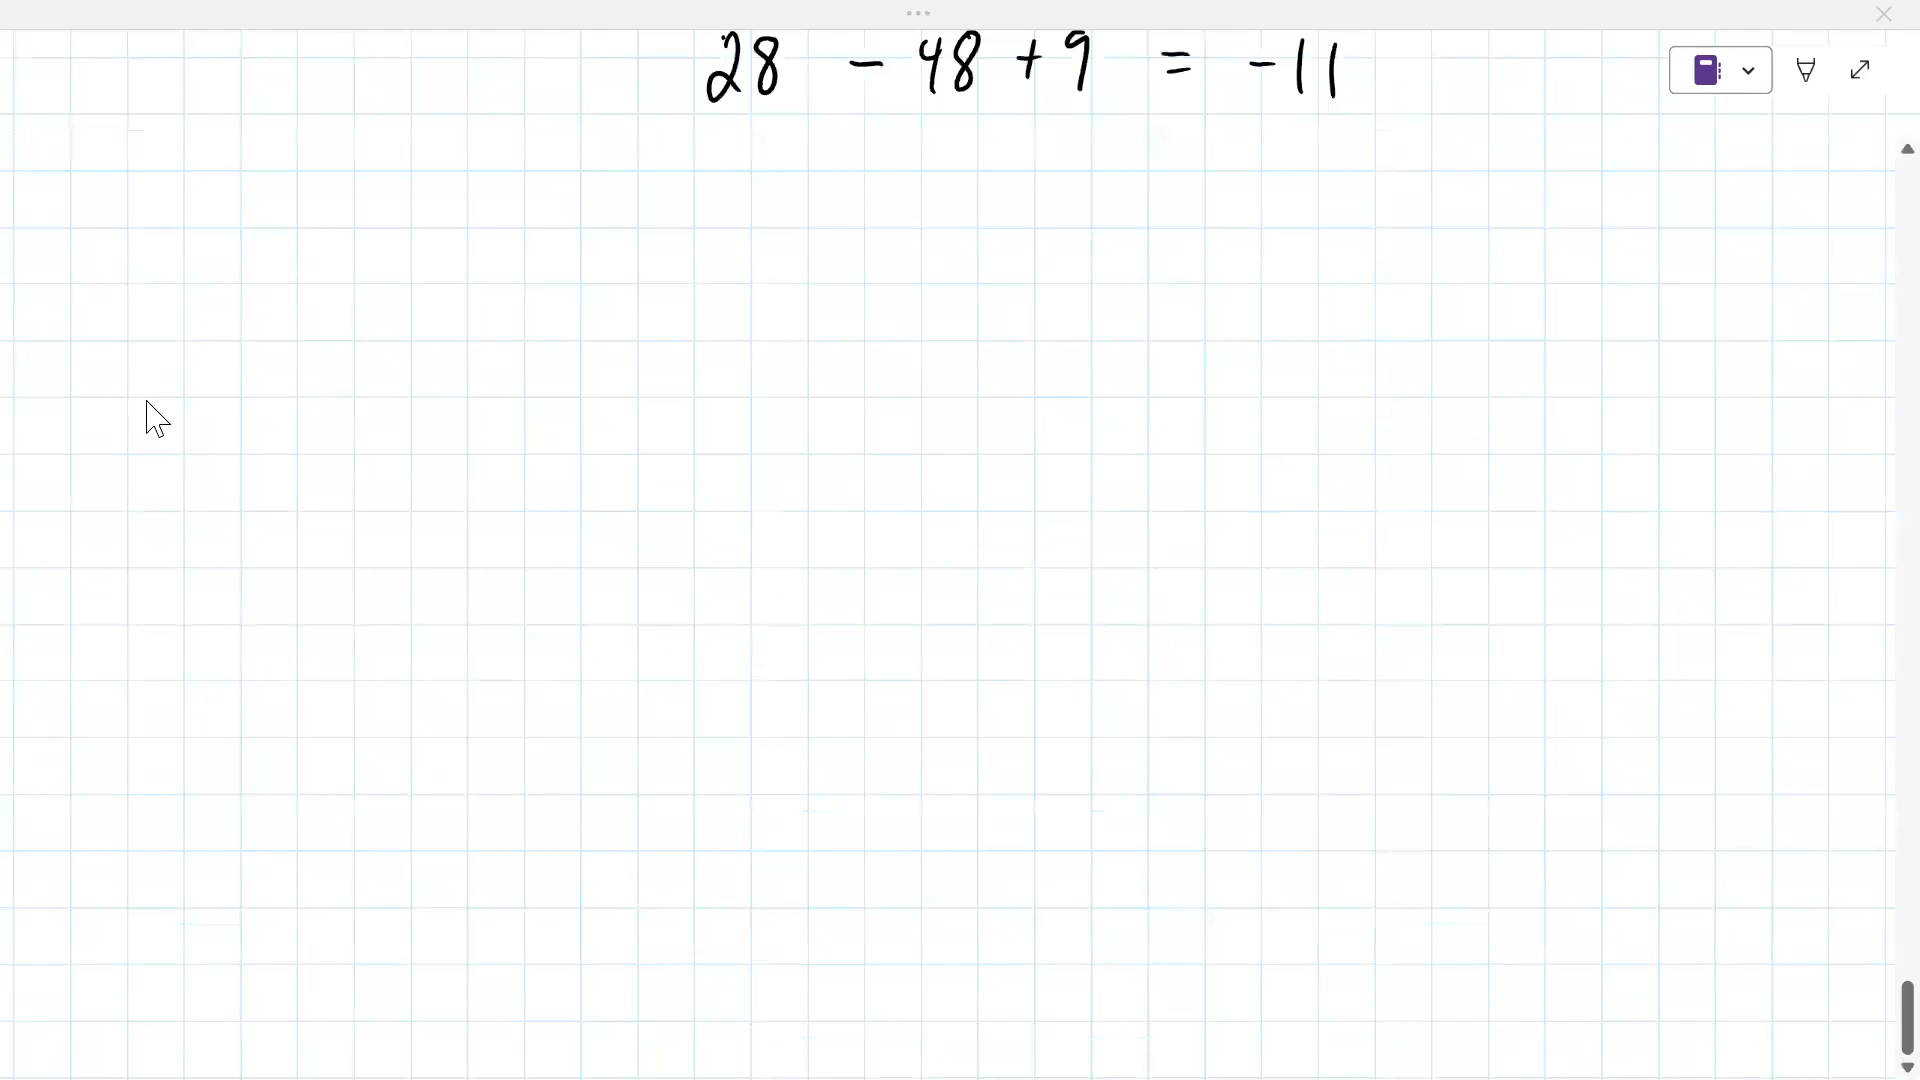 28 - 48 + 9 = -11